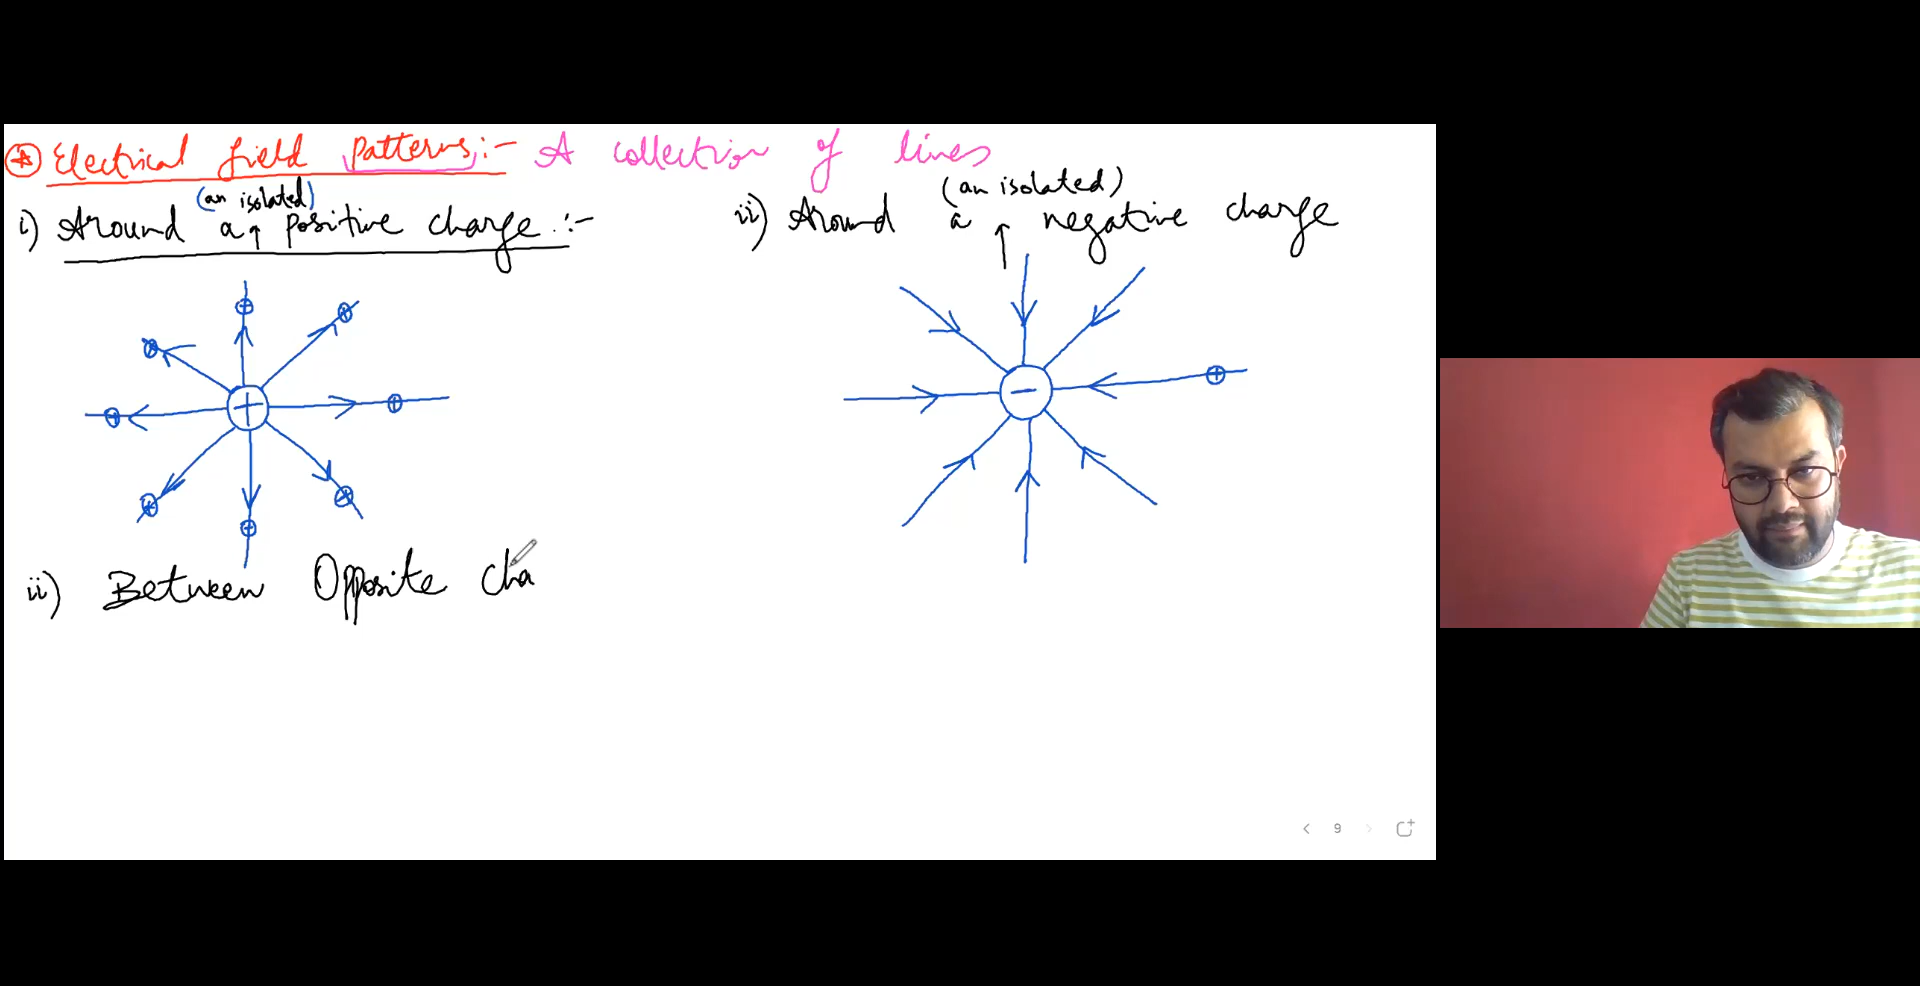 Electrical field patterns :- A collection of lines
(an isolated)
i) Around a positive charge :-
(an isolated)
ii) Around a negative charge
+
-
ii) Between Opposite cha
9